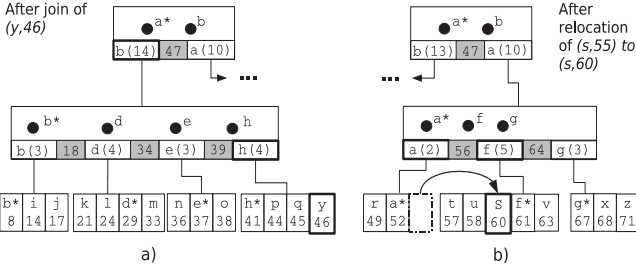 After join of
(y,46)
a* b
b(14) 47 a(10)
...
b* d e h
b(3) 18 d(4) 34 e(3) 39 h(4)
b* i j k l d* m n e* o h* p q y
8 14 17 21 24 29 33 36 37 38 41 44 45 46
a)
After
relocation
of (s,55) to
(s,60)
a* b
b(13) 47 a(10)
...
a* f g
a(2) 56 f(5) 64 g(3)
r a* t u S f* v g* x z
49 52 57 58 60 61 63 67 68 71
b)